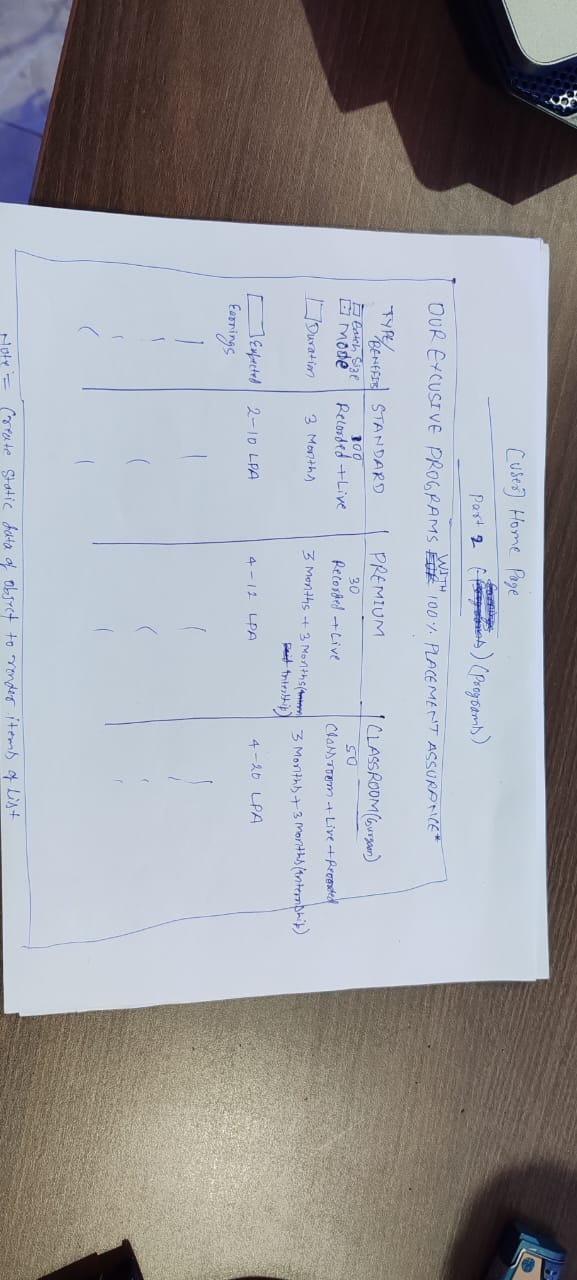 [User] Home Page
Part 2 (Programs)
OUR EXCUSIVE PROGRAMS WITH 100% PLACEMENT ASSURANCE*
TYPE/BENEFITS STANDARD PREMIUM CLASSROOM (Gurgaon)
Batch Size 100 30 50
Mode Recorded + Live Recorded + Live Classroom + Live + Recorded
Duration 3 Months 3 Months + 3 Months (Intership) 3 Months + 3 Months (Internship)
Expected Earnings 2-10 LPA 4-12 LPA 4-20 LPA
Note:= Create static data of object to render items of List